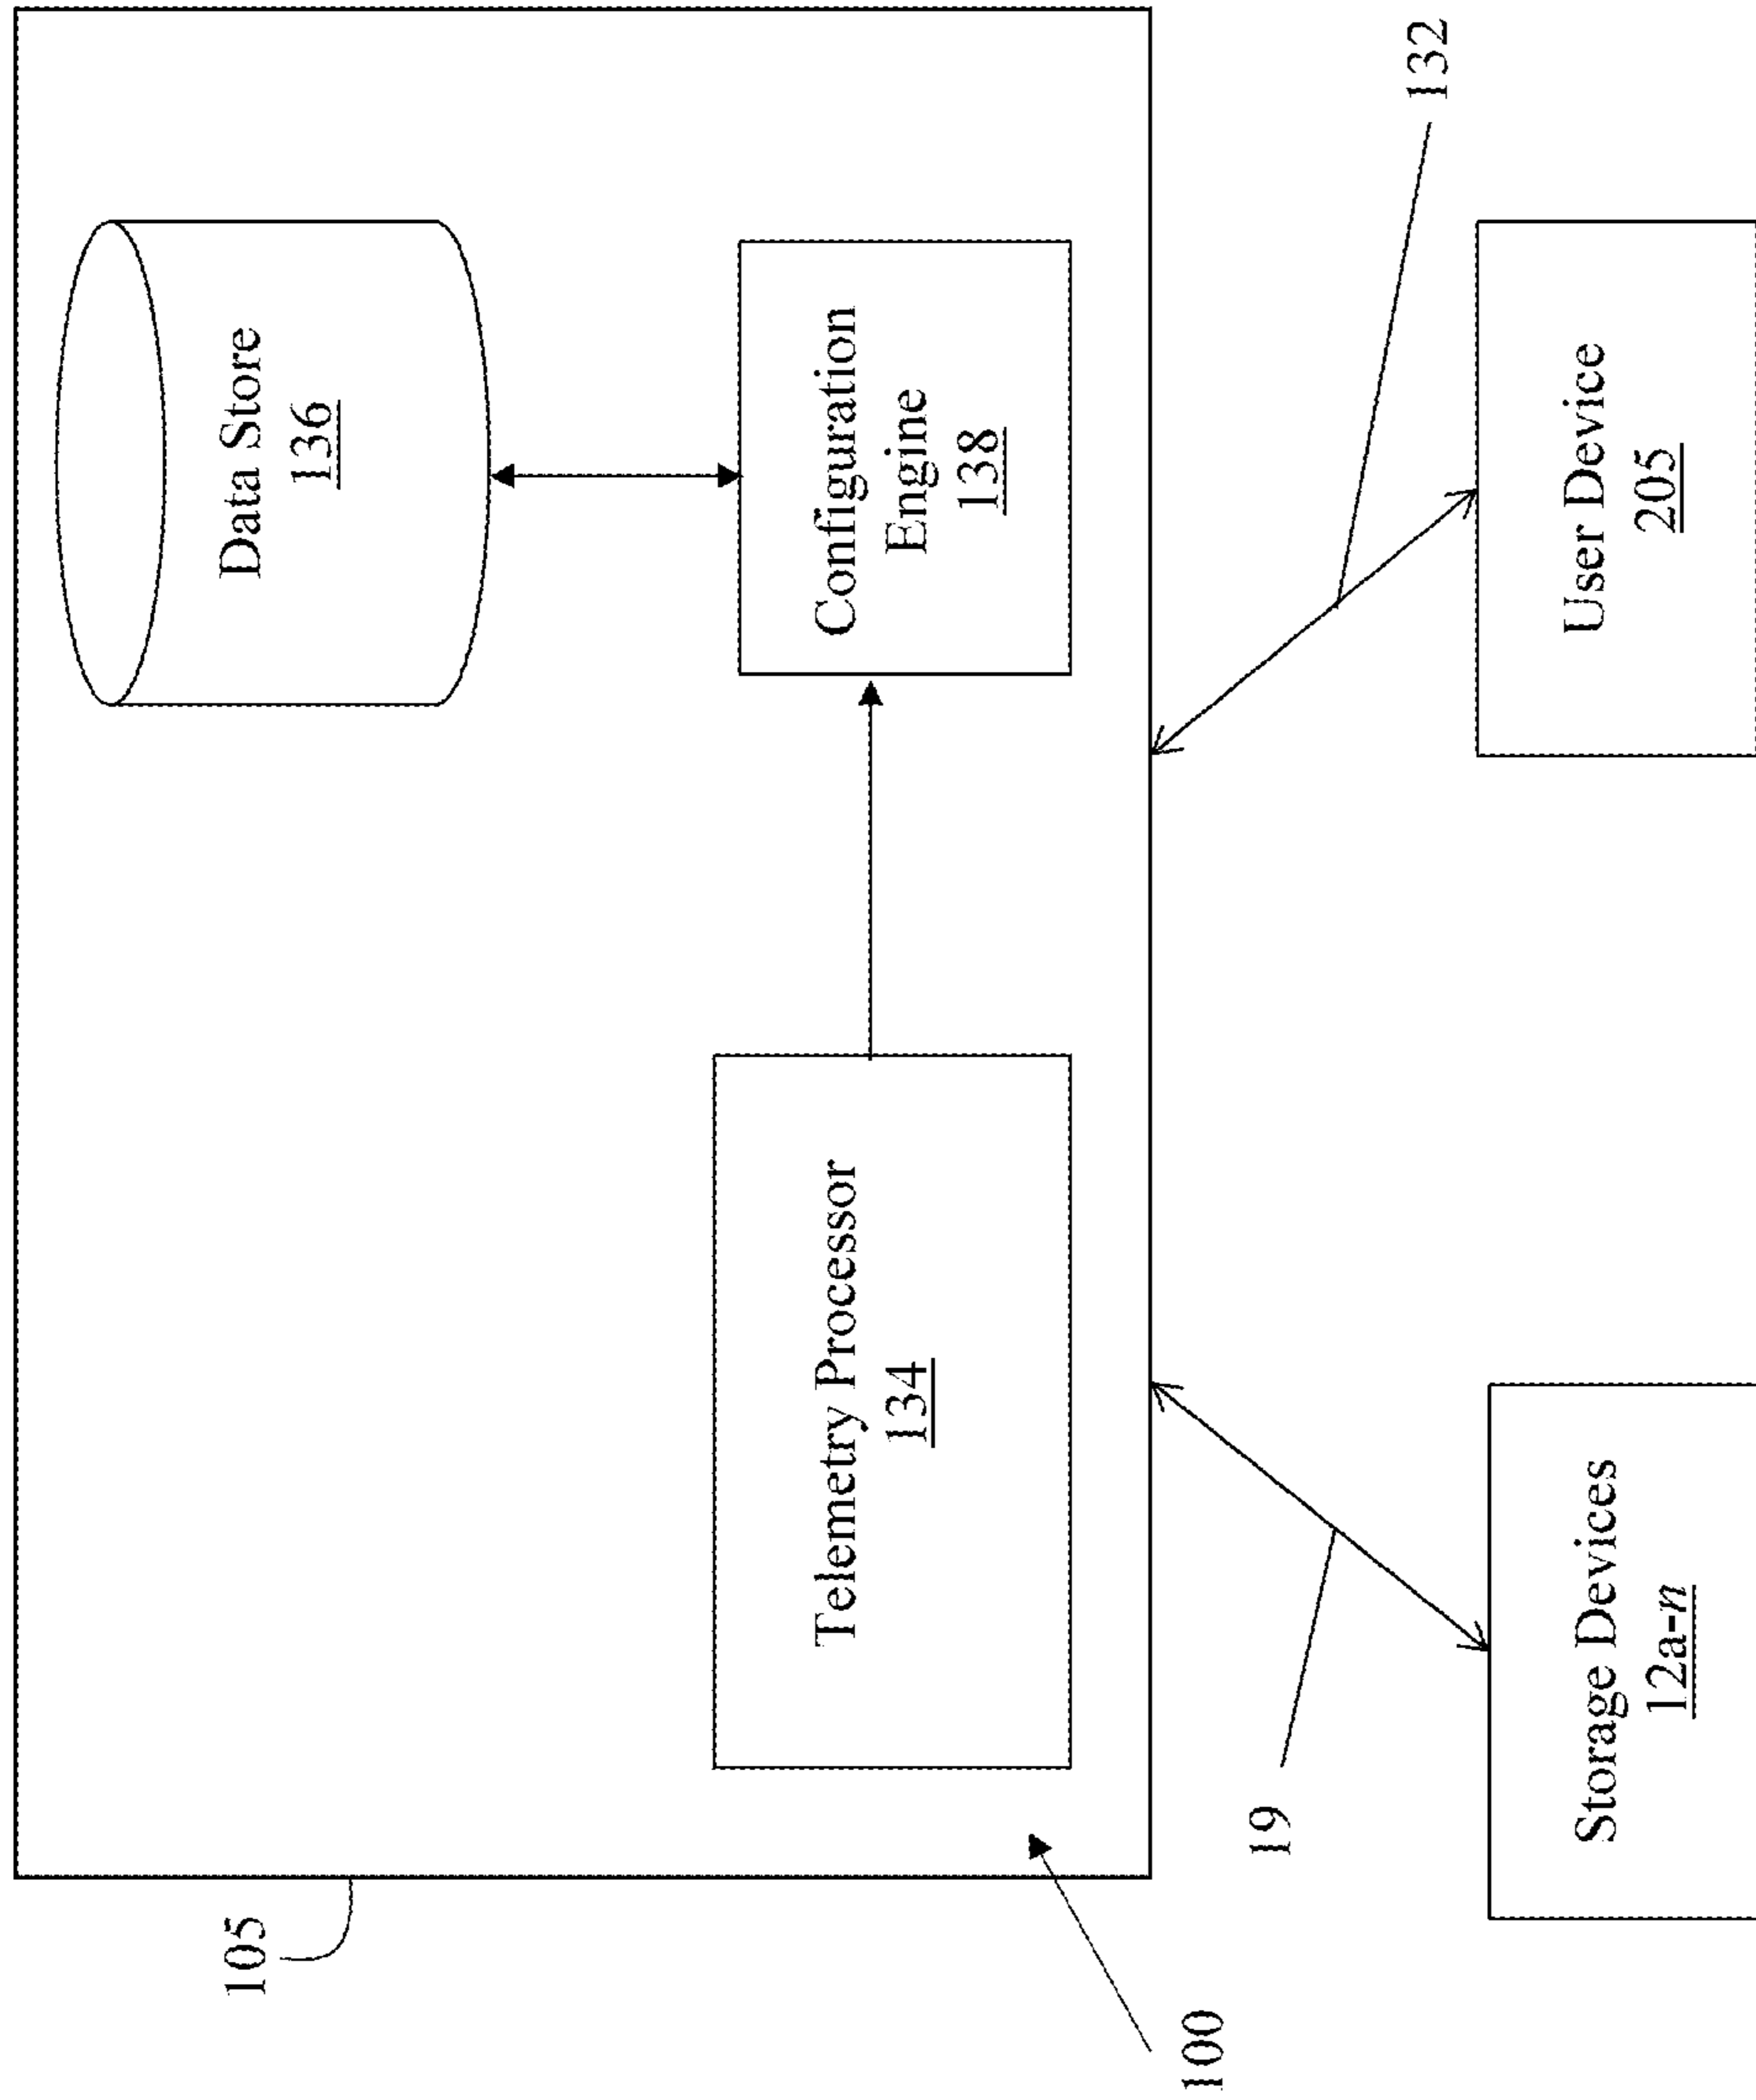 105
100
Telemetry Processor
134
Data Store
136
Configuration
Engine
138
19
132
Storage Devices
12a-n
User Device
205